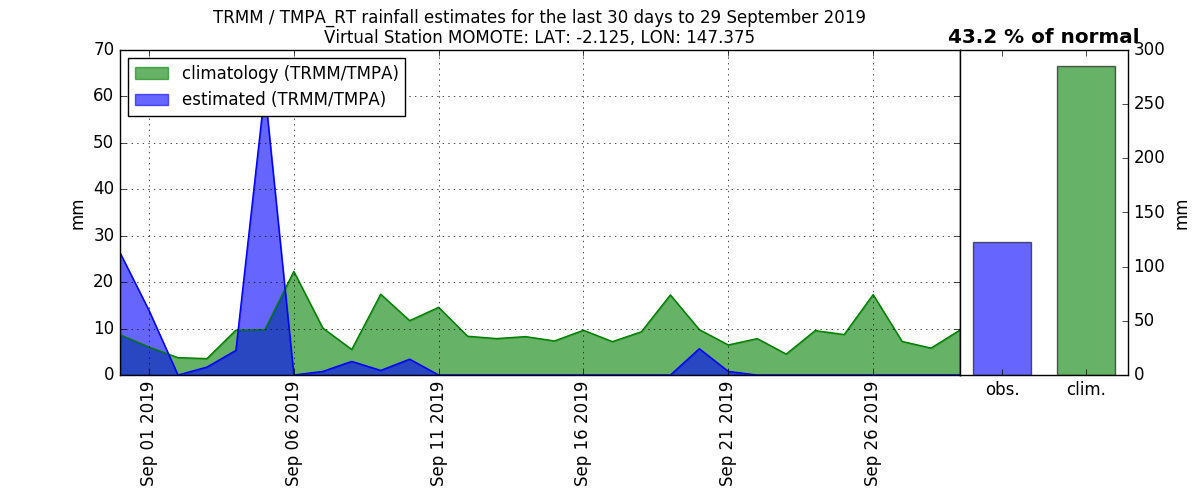 TRMM / TMPA_RT rainfall estimates for the last 30 days to 29 September 2019
Virtual Station MOMOTE: LAT: -2.125, LON: 147.375
43.2 % of normal
climatology (TRMM/TMPA)
estimated (TRMM/TMPA)
70
60
50
40
30
20
10
0
mm
Sep 01 2019
Sep 06 2019
Sep 11 2019
Sep 16 2019
Sep 21 2019
Sep 26 2019
300
250
200
150
100
50
0
mm
obs.
clim.